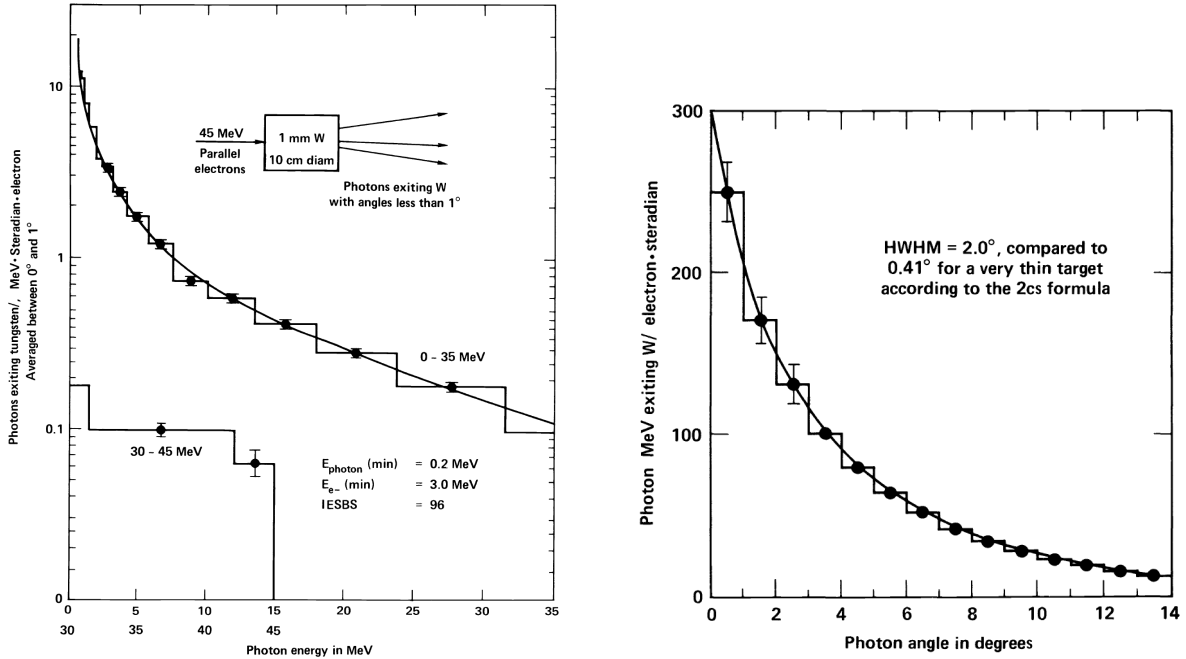 Photons exiting tungsten/, MeV•Steradian•electron
Averaged between 0° and 1°
10
1
0.1
0
45 MeV
Parallel
electrons
1 mm W
10 cm diam
Photons exiting W
with angles less than 1°
0 – 35 MeV
30 – 45 MeV
Ephoton (min) = 0.2 MeV
Ee– (min) = 3.0 MeV
IESBS = 96
0 5 10 15 20 25 30 35
30 35 40 45
Photon energy in MeV
Photon MeV exiting W/ electron•steradian
300
200
100
0
HWHM = 2.0°, compared to
0.41° for a very thin target
according to the 2cs formula
0 2 4 6 8 10 12 14
Photon angle in degrees